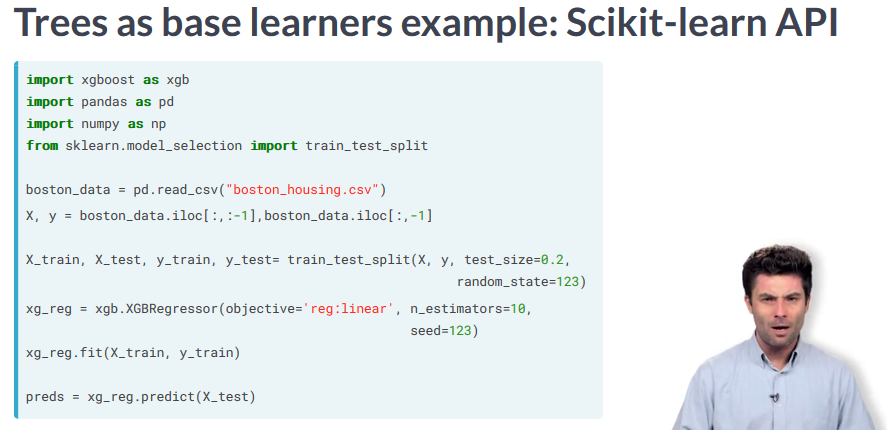 Trees as base learners example: Scikit-learn API
import xgboost as xgb
import pandas as pd
import numpy as np
from sklearn.model_selection import train_test_split
boston_data = pd.read_csv("boston_housing.csv")
X, y = boston_data.iloc[:,:-1],boston_data.iloc[:,-1]
X_train, X_test, y_train, y_test= train_test_split(X, y, test_size=0.2,
random_state=123)
xg_reg = xgb.XGBRegressor(objective='reg:linear', n_estimators=10,
seed=123)
xg_reg.fit(X_train, y_train)
preds = xg_reg.predict(X_test)